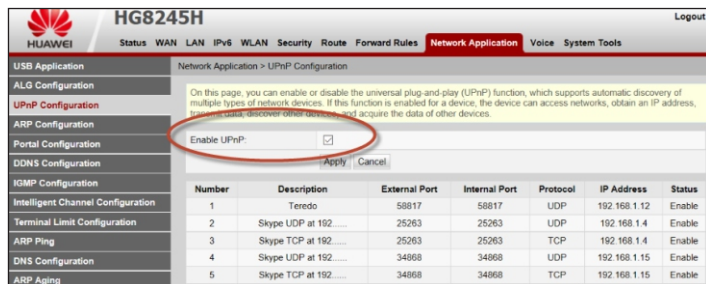 HG8245H
Logout
HUAWEI
Status WAN LAN IPv6 WLAN Security Route Forward Rules Network Application Voice System Tools
USB Application
ALG Configuration
UPnP Configuration
ARP Configuration
Portal Configuration
DDNS Configuration
IGMP Configuration
Intelligent Channel Configuration
Terminal Limit Configuration
ARP Ping
DNS Configuration
ARP Aging
Network Application > UPnP Configuration
On this page, you can enable or disable the universal plug-and-play (UPnP) function, which supports automatic discovery of
multiple types of network devices. If this function is enabled for a device, the device can access networks, obtain an IP address,
transmit data, discover other devices, and acquire the data of other devices.
Enable UPnP:
Apply Cancel
Number Description External Port Internal Port Protocol IP Address Status
1 Teredo 58817 58817 UDP 192.168.1.12 Enable
2 Skype UDP at 192...... 25263 25263 UDP 192.168.1.4 Enable
3 Skype TCP at 192...... 25263 25263 TCP 192.168.1.4 Enable
4 Skype UDP at 192...... 34868 34868 UDP 192.168.1.15 Enable
5 Skype TCP at 192...... 34868 34868 TCP 192.168.1.15 Enable